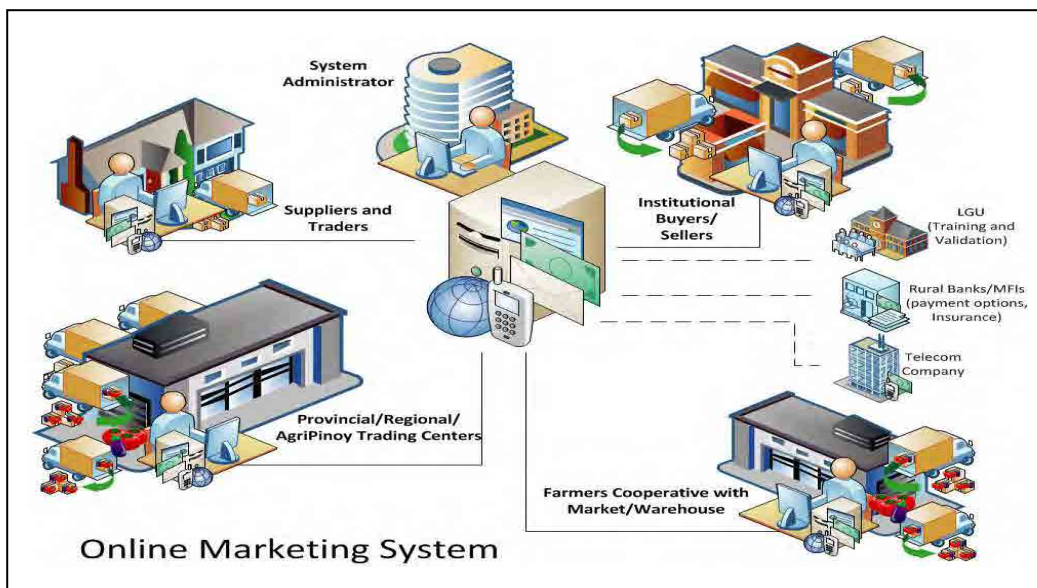 System
Administrator
Suppliers and
Traders
Institutional
Buyers/
Sellers
LGU
(Training and
Validation)
Rural Banks/MFIs
(payment options,
Insurance)
Telecom
Company
Provincial/Regional/
AgriPinoy Trading Centers
Farmers Cooperative with
Market/Warehouse
Online Marketing System